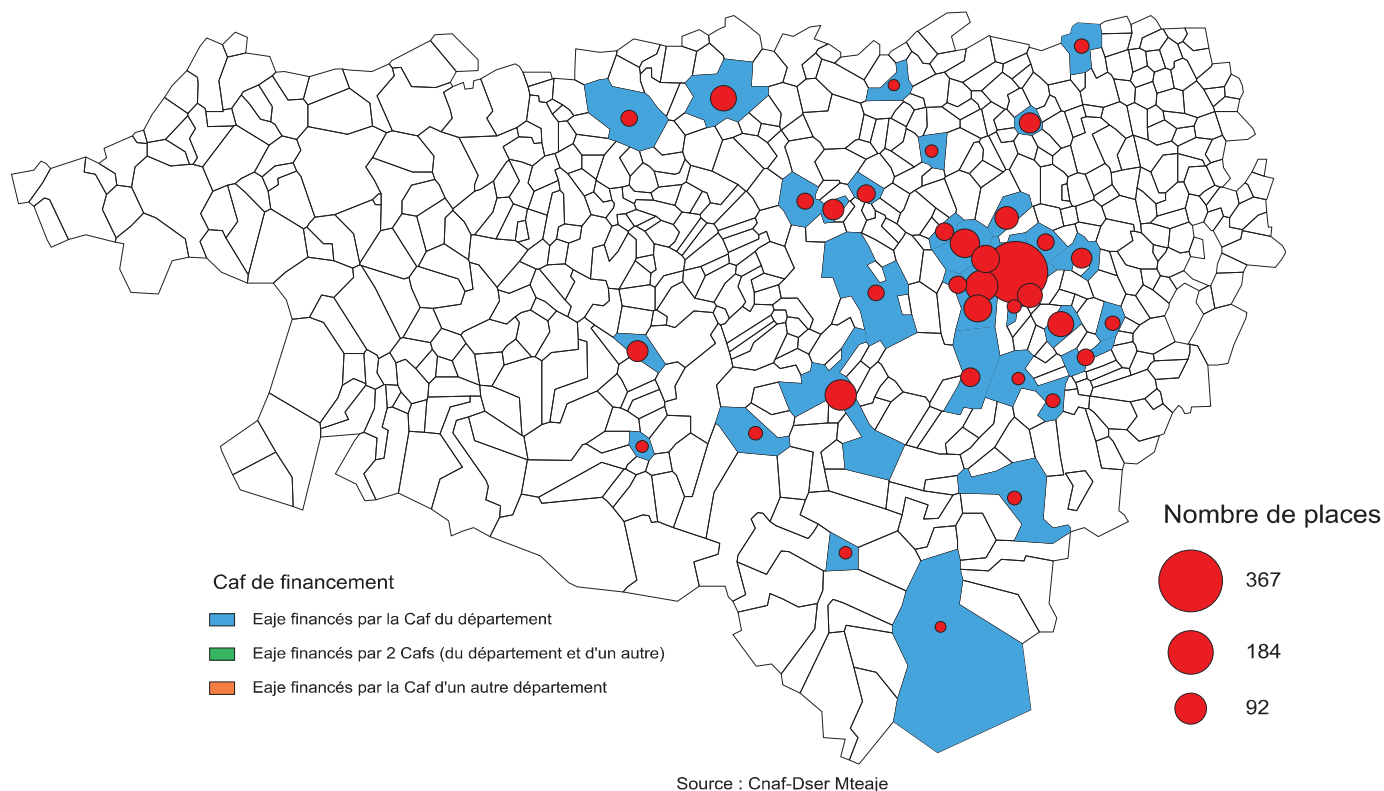 Nombre de places
367
184
92
Caf de financement
Eaje financés par la Caf du département
Eaje financés par 2 Cafs (du département et d'un autre)
Eaje financés par la Caf d'un autre département
Source : Cnaf-Dser Mteaje